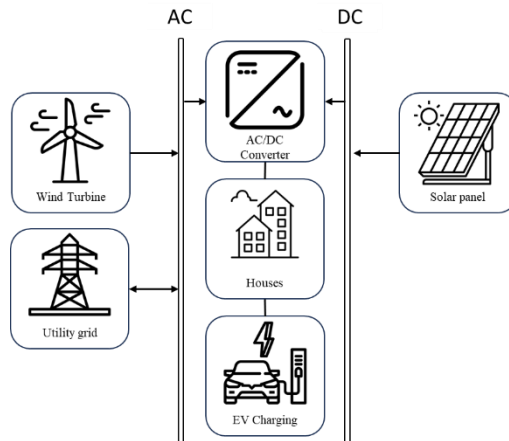 AC
DC
AC/DC
Converter
Wind Turbine
Solar panel
Houses
Utility grid
EV Charging